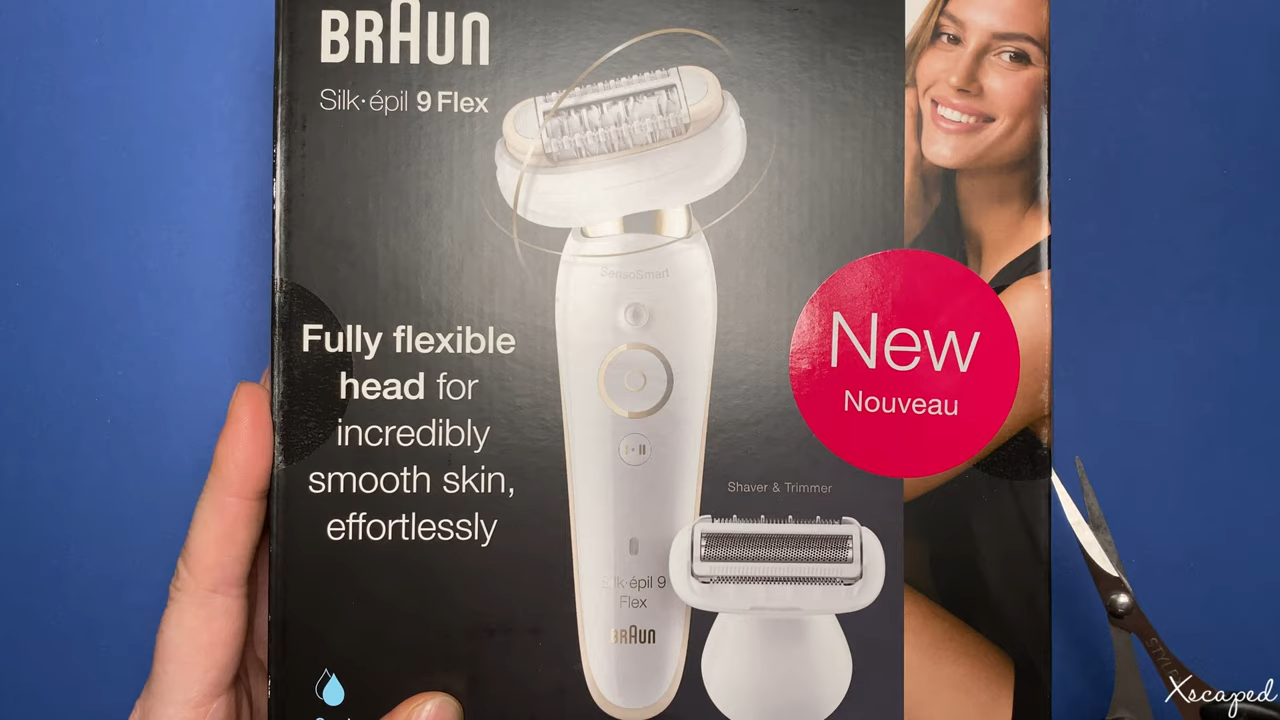 BRAUN
Silk·épil 9 Flex
SensoSmart
Fully flexible
head for
incredibly
smooth skin,
effortlessly
New
Nouveau
Shaver & Trimmer
Silk·épil 9
Flex
BRAUN
Xscaped